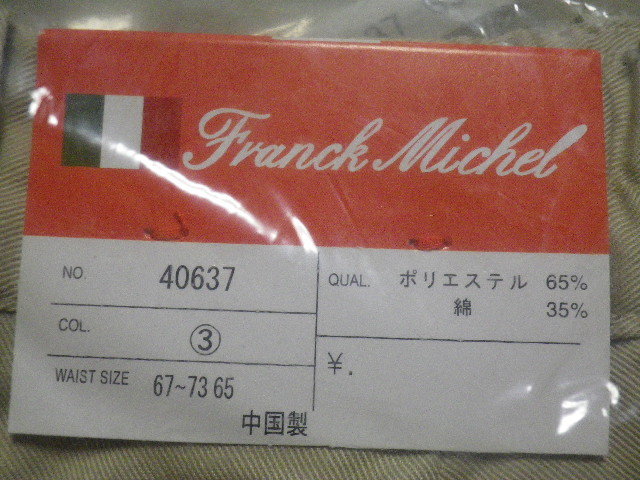 Franck Michel
NO 40637
COL. ③
WAIST SIZE 67~73 65
QUAL. ポリエステル 65%
綿 35%
¥.
中国製